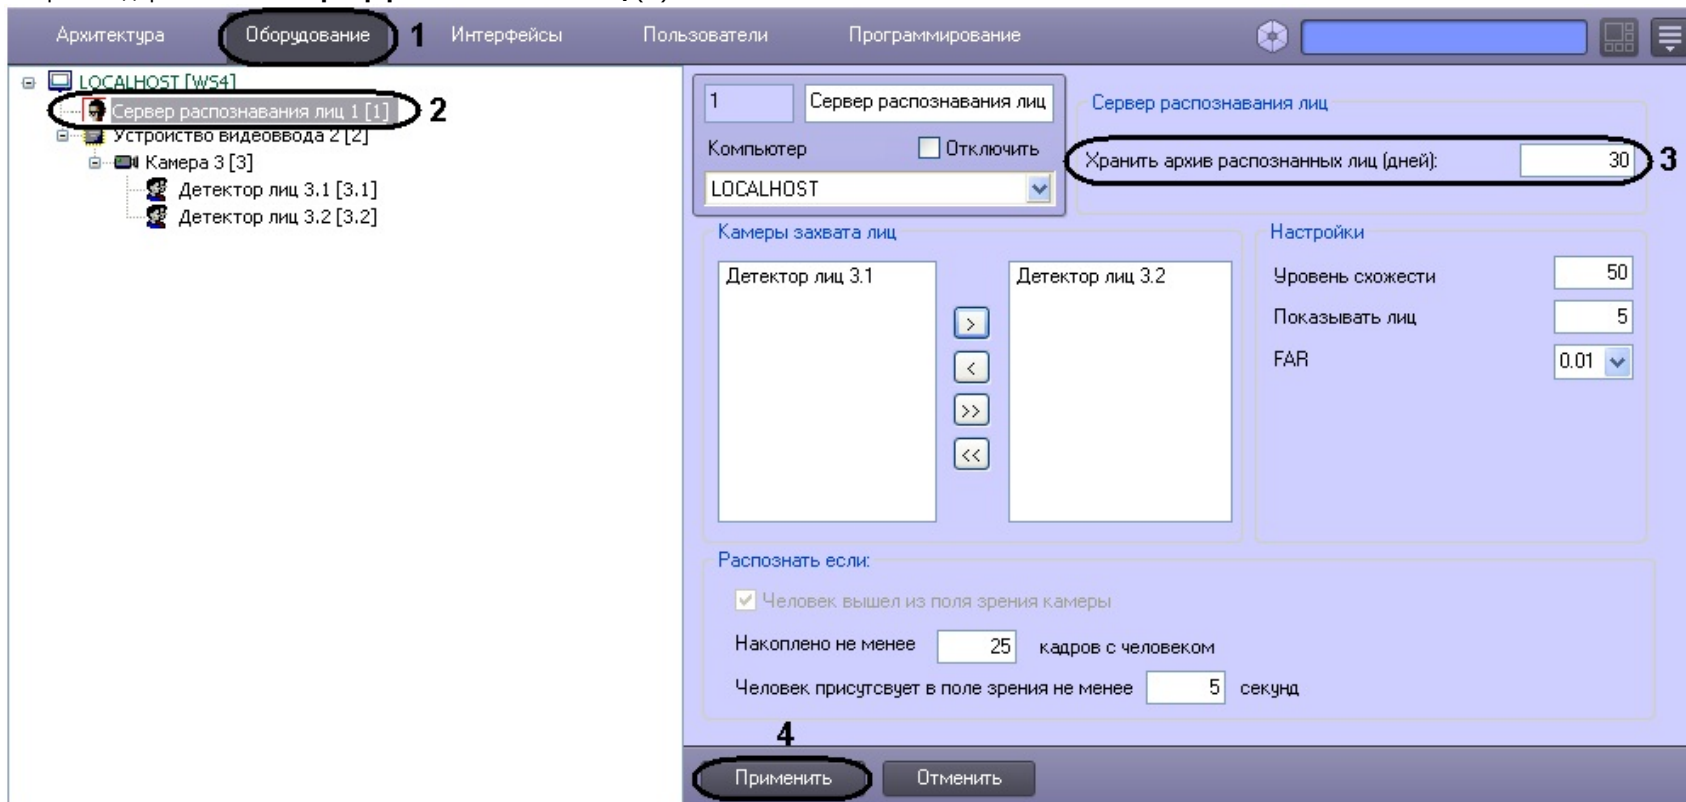 Архитектура Оборудование 1 Интерфейсы Пользователи Программирование
LOCALHOST [WS4]
Сервер распознавания лиц 1 [1] 2
Устройство видеоввода 2 [2]
Камера 3 [3]
Детектор лиц 3.1 [3.1]
Детектор лиц 3.2 [3.2]
1 Сервер распознавания лиц
Компьютер Отключить
LOCALHOST
Сервер распознавания лиц
Хранить архив распознанных лиц (дней): 30 3
Камеры захвата лиц
Детектор лиц 3.1 Детектор лиц 3.2
>
<
>>
<<
Настройки
Уровень схожести 50
Показывать лиц 5
FAR 0.01
Распознать если:
Человек вышел из поля зрения камеры
Накоплено не менее 25 кадров с человеком
Человек присутсвует в поле зрения не менее 5 секунд
4
Применить Отменить